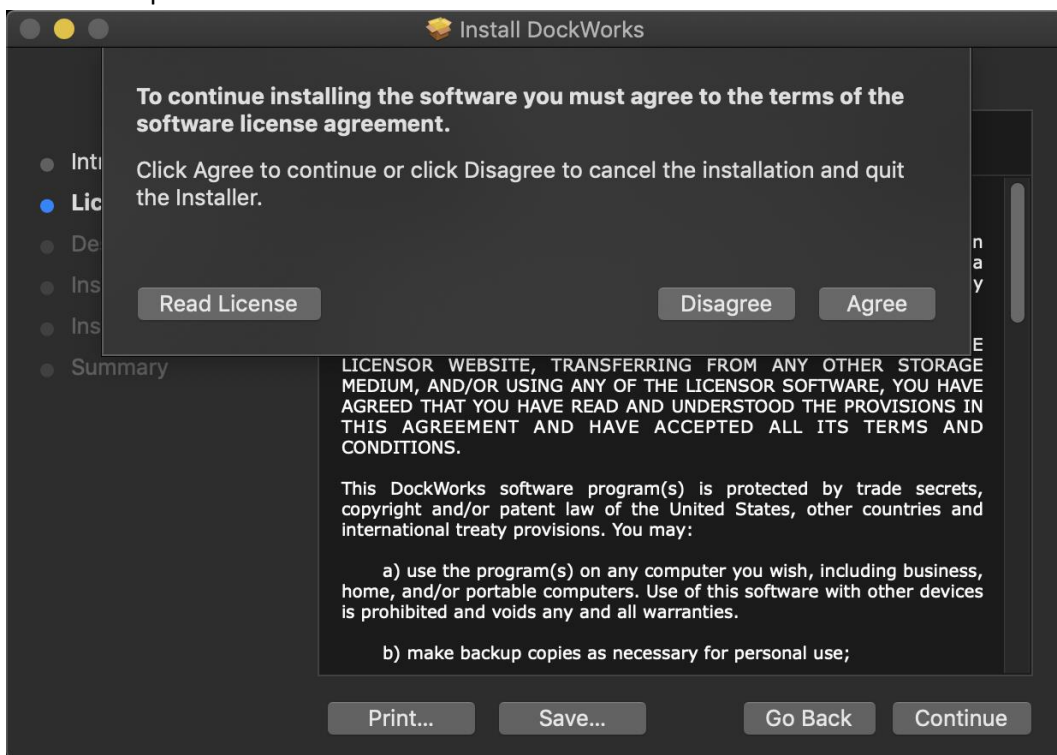 Install DockWorks
To continue installing the software you must agree to the terms of the
software license agreement.
Click Agree to continue or click Disagree to cancel the installation and quit
the Installer.
Read License
Disagree
Agree
Lic
De
Ins
Ins
Summary
n
a
y
E
LICENSOR WEBSITE, TRANSFERRING FROM ANY OTHER STORAGE
MEDIUM, AND/OR USING ANY OF THE LICENSOR SOFTWARE, YOU HAVE
AGREED THAT YOU HAVE READ AND UNDERSTOOD THE PROVISIONS IN
THIS AGREEMENT AND HAVE ACCEPTED ALL ITS TERMS AND
CONDITIONS.
This DockWorks software program(s) is protected by trade secrets,
copyright and/or patent law of the United States, other countries and
international treaty provisions. You may:
a) use the program(s) on any computer you wish, including business,
home, and/or portable computers. Use of this software with other devices
is prohibited and voids any and all warranties.
b) make backup copies as necessary for personal use;
Print...
Save...
Go Back
Continue